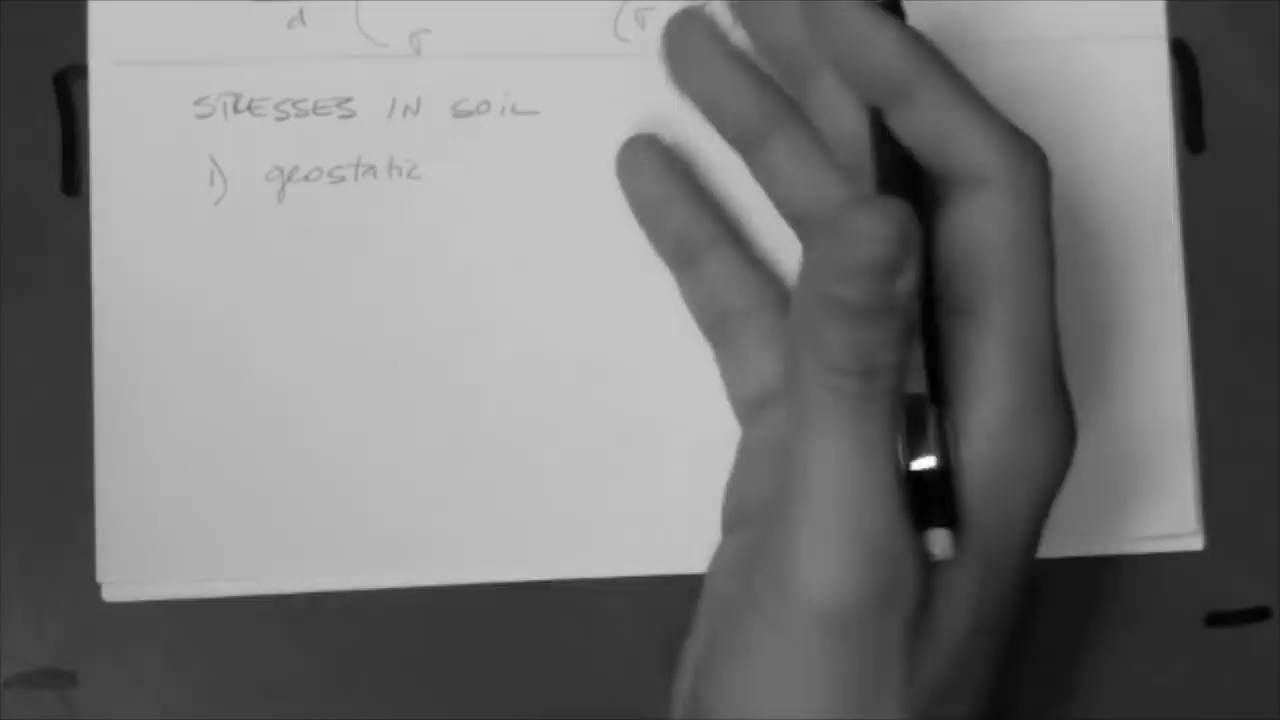 d σ (σ
STRESSES IN SOIL
1) geostatic